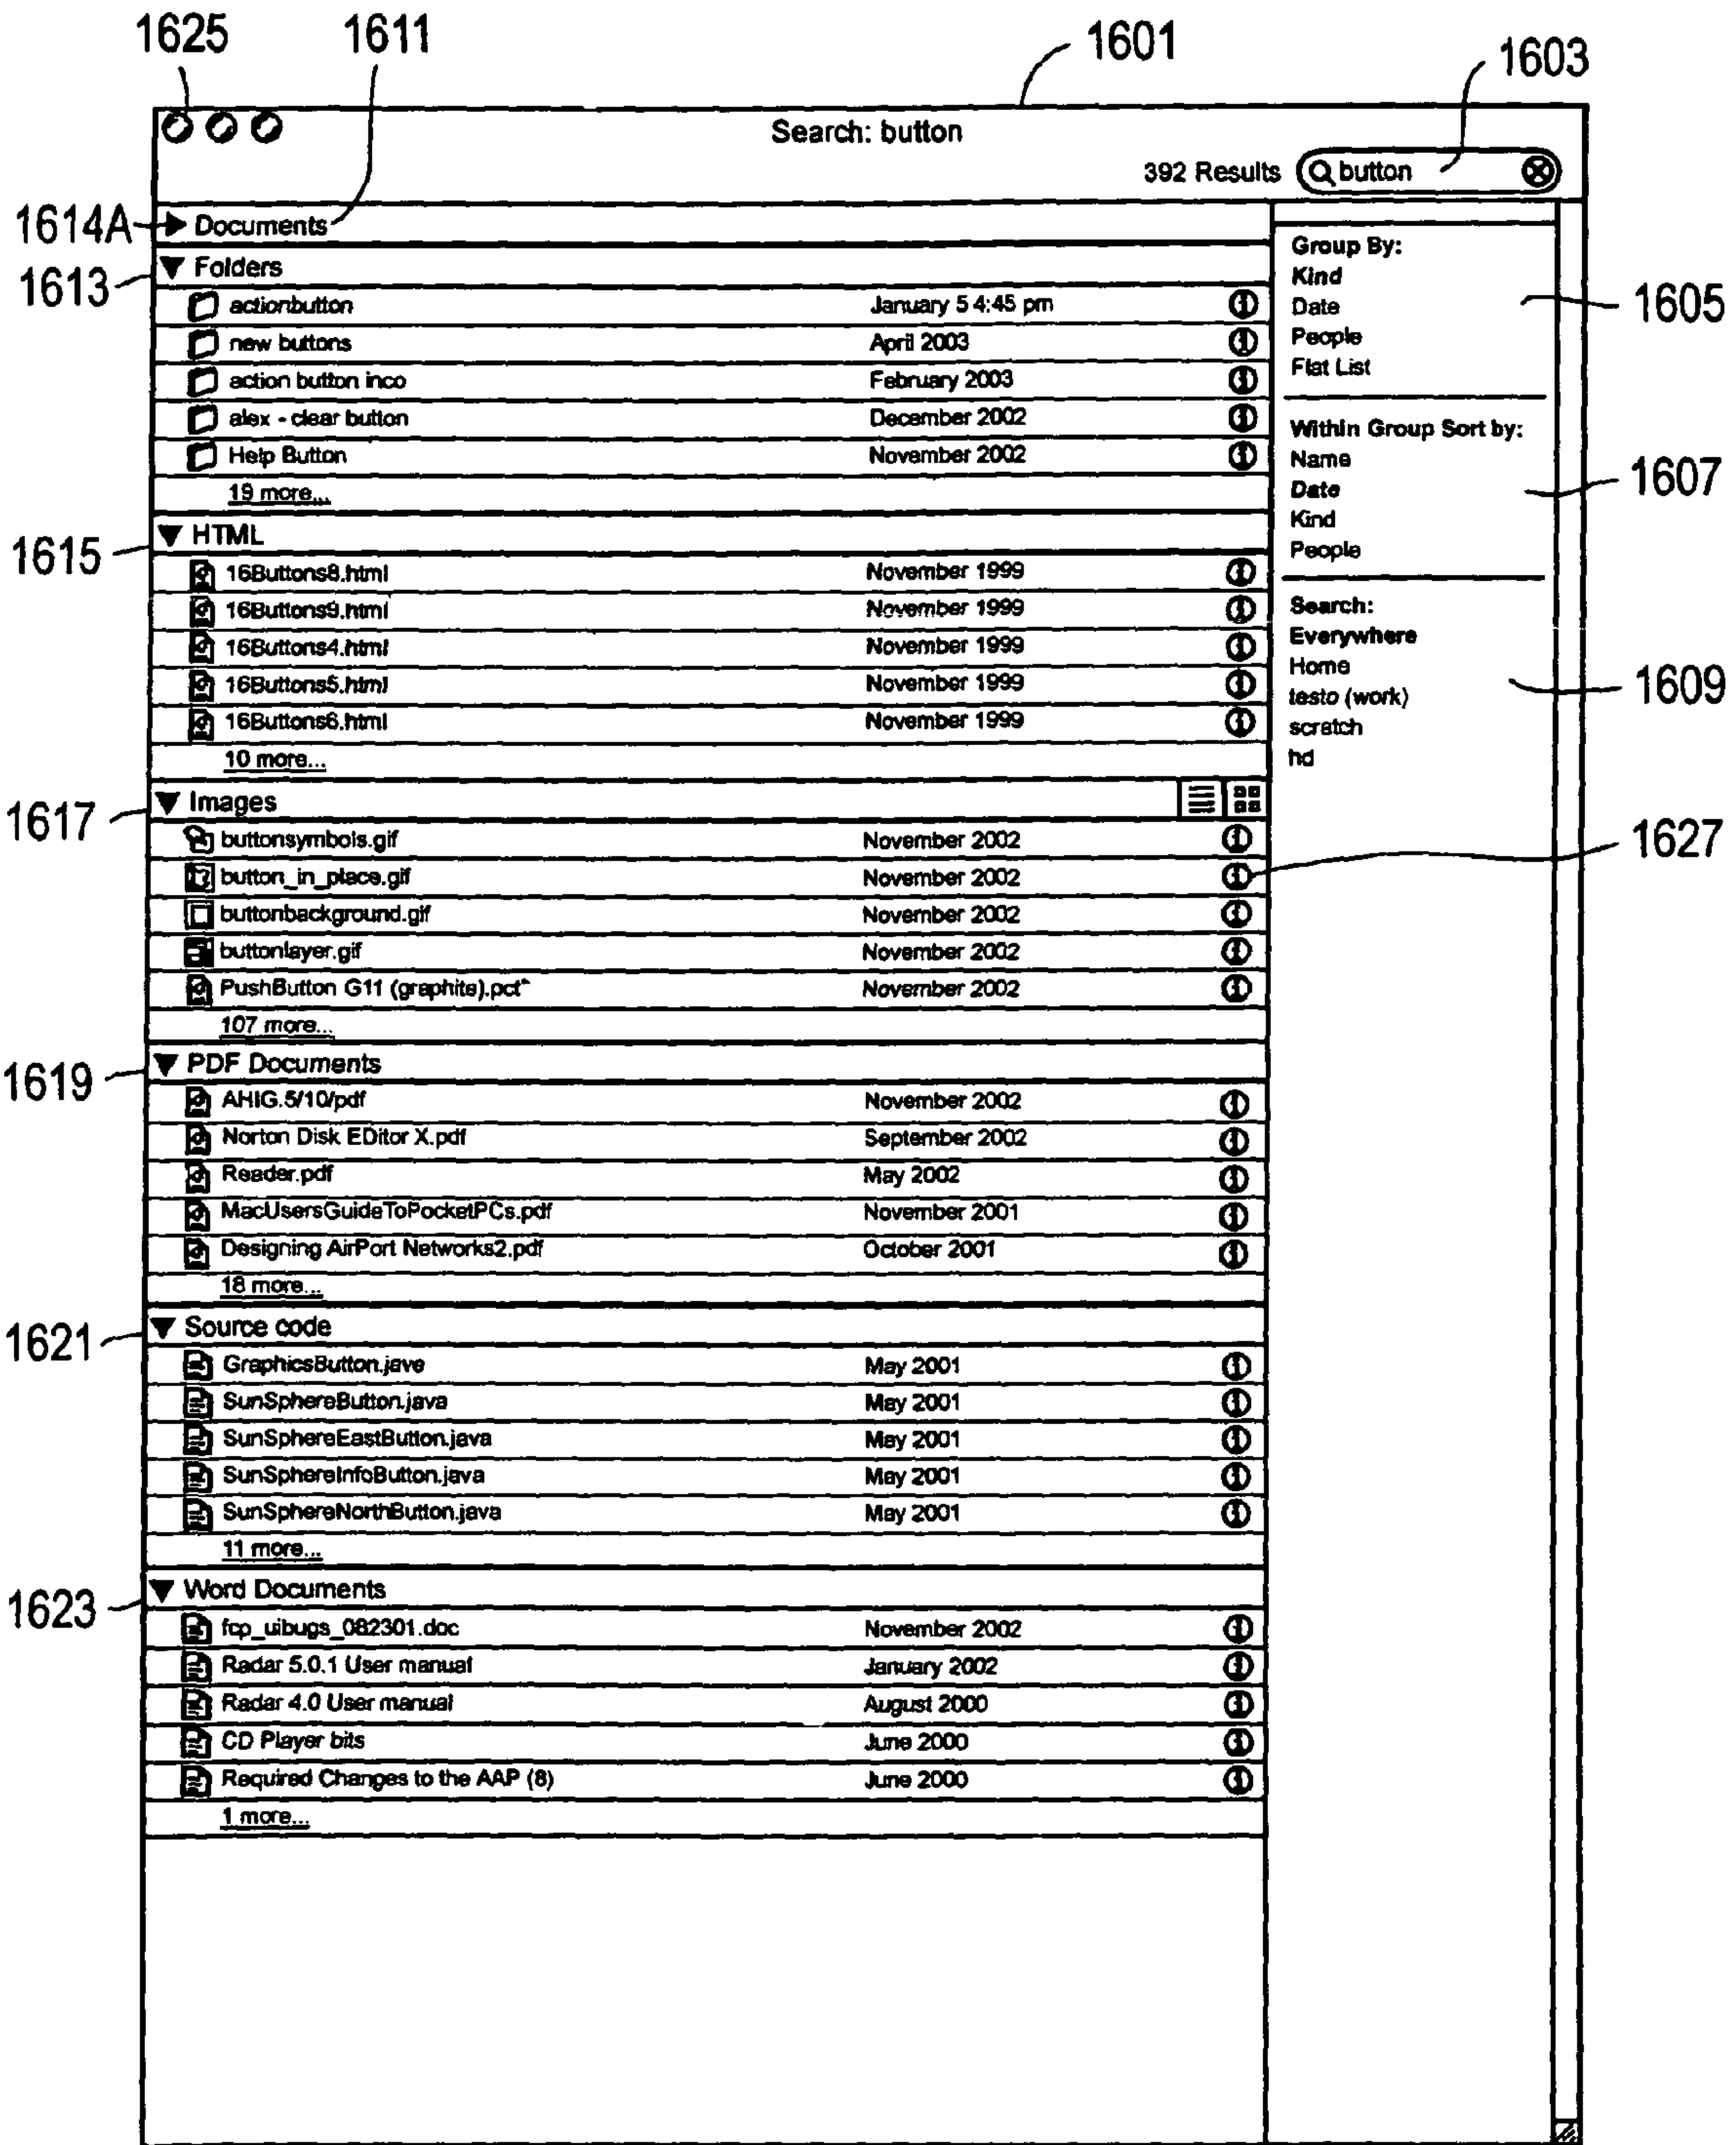 1625 1611 1601 1603
Search: button
392 Results button
1614A Documents
1613 Folders
actionbutton January 5 4:45 pm
new buttons April 2003
action button inco February 2003
alex - clear button December 2002
Help Button November 2002
19 more...
1615 HTML
16Buttons8.html November 1999
16Buttons9.html November 1999
16Buttons4.html November 1999
16Buttons5.html November 1999
16Buttons6.html November 1999
10 more...
1617 Images
buttonsymbols.gif November 2002
button_in_place.gif November 2002
buttonbackground.gif November 2002
buttonlayer.gif November 2002
PushButton G11 (graphite).pct" November 2002
107 more...
1619 PDF Documents
AHIG.5/10/pdf November 2002
Norton Disk EDitor X.pdf September 2002
Reader.pdf May 2002
MacUsersGuideToPocketPCs.pdf November 2001
Designing AirPort Networks2.pdf October 2001
18 more...
1621 Source code
GraphicsButton.jave May 2001
SunSphereButton.java May 2001
SunSphereEastButton.java May 2001
SunSphereInfoButton.java May 2001
SunSphereNorthButton.java May 2001
11 more...
1623 Word Documents
fcp_uibugs_082301.doc November 2002
Radar 5.0.1 User manual January 2002
Radar 4.0 User manual August 2000
CD Player bits June 2000
Required Changes to the AAP (8) June 2000
1 more...
Group By:
Kind
Date 1605
People
Flat List
Within Group Sort by:
Name
Date 1607
Kind
People
Search:
Everywhere
Home 1609
testo (work)
scratch
hd
1627